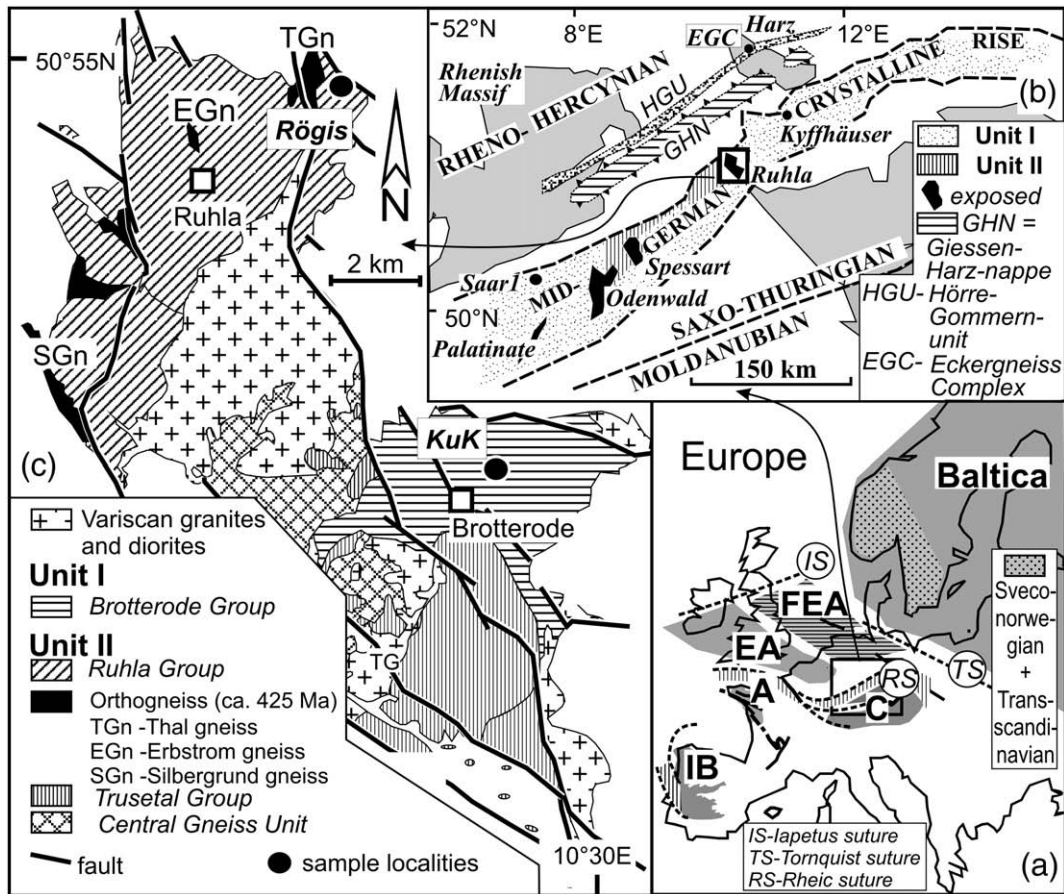 (c)
50°55N
TGn
EGn
Rögis
Ruhla
N
2 km
SGn
KuK
Brotterode
TG
10°30E
Variscan granites
and diorites
Unit I
Brotterode Group
Unit II
Ruhla Group
Orthogneiss (ca. 425 Ma)
TGn -Thal gneiss
EGn -Erbstrom gneiss
SGn -Silbergrund gneiss
Trusetal Group
Central Gneiss Unit
fault
sample localities
52°N
8°E
EGC
Harz
12°E
Rhenish
Massif
RHENO-HERCYNIAN
HGU
GHN
MID-GERMAN CRYSTALLINE RISE
(b)
Kyffhäuser
Ruhla
Spessart
Odenwald
Saar1
50°N
Palatinate
SAXO-THURINGIAN
MOLDANUBIAN
150 km
Unit I
Unit II
exposed
GHN =
Giessen-
Harz-nappe
HGU- Hörre-
Gommern-
unit
EGC- Eckergneiss
Complex
Europe
Baltica
IS
FEA
EA
A
RS
TS
C
IB
Sveco-
norwe-
gian
+
Trans-
scandi-
navian
IS-Iapetus suture
TS-Tornquist suture
RS-Rheic suture
(a)